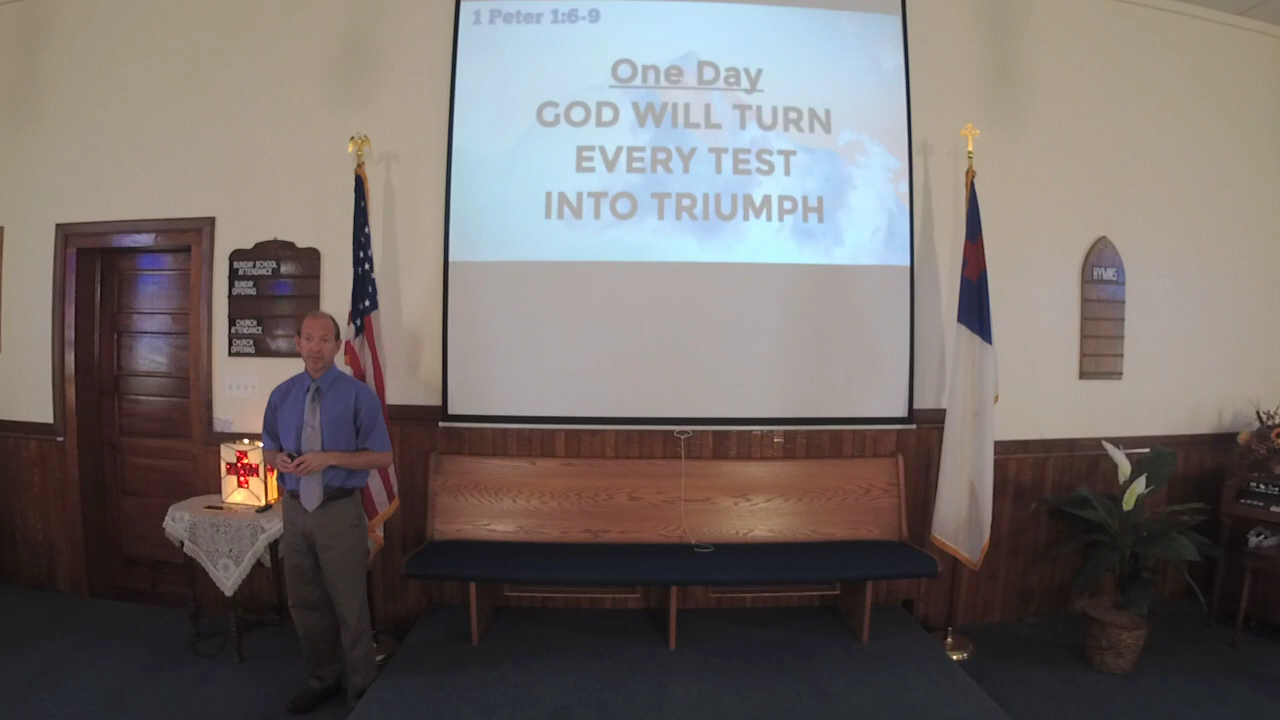 1 Peter 1:6-9
One Day
GOD WILL TURN
EVERY TEST
INTO TRIUMPH
SUNDAY SCHOOL
ATTENDANCE
SUNDAY
OFFERING
CHURCH
ATTENDANCE
CHURCH
OFFERING
HYMNS